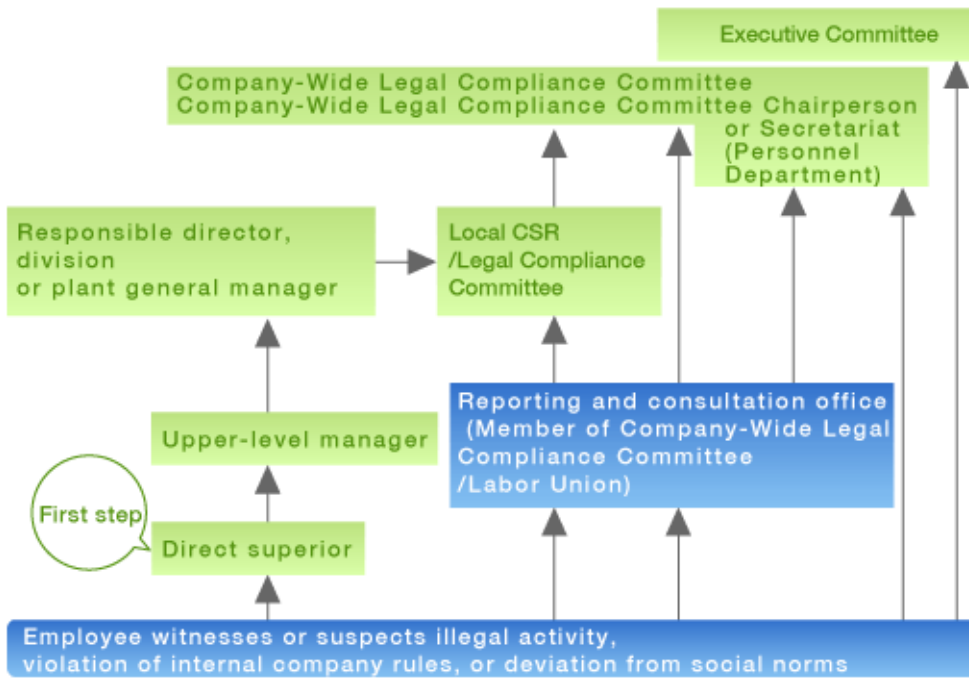 Executive Committee
Company-Wide Legal Compliance Committee
Company-Wide Legal Compliance Committee Chairperson
or Secretariat
(Personnel
Department)
Responsible director,
division
or plant general manager
Local CSR
/Legal Compliance
Committee
Reporting and consultation office
(Member of Company-Wide Legal
Compliance Committee
/Labor Union)
Upper-level manager
First step
Direct superior
Employee witnesses or suspects illegal activity,
violation of internal company rules, or deviation from social norms